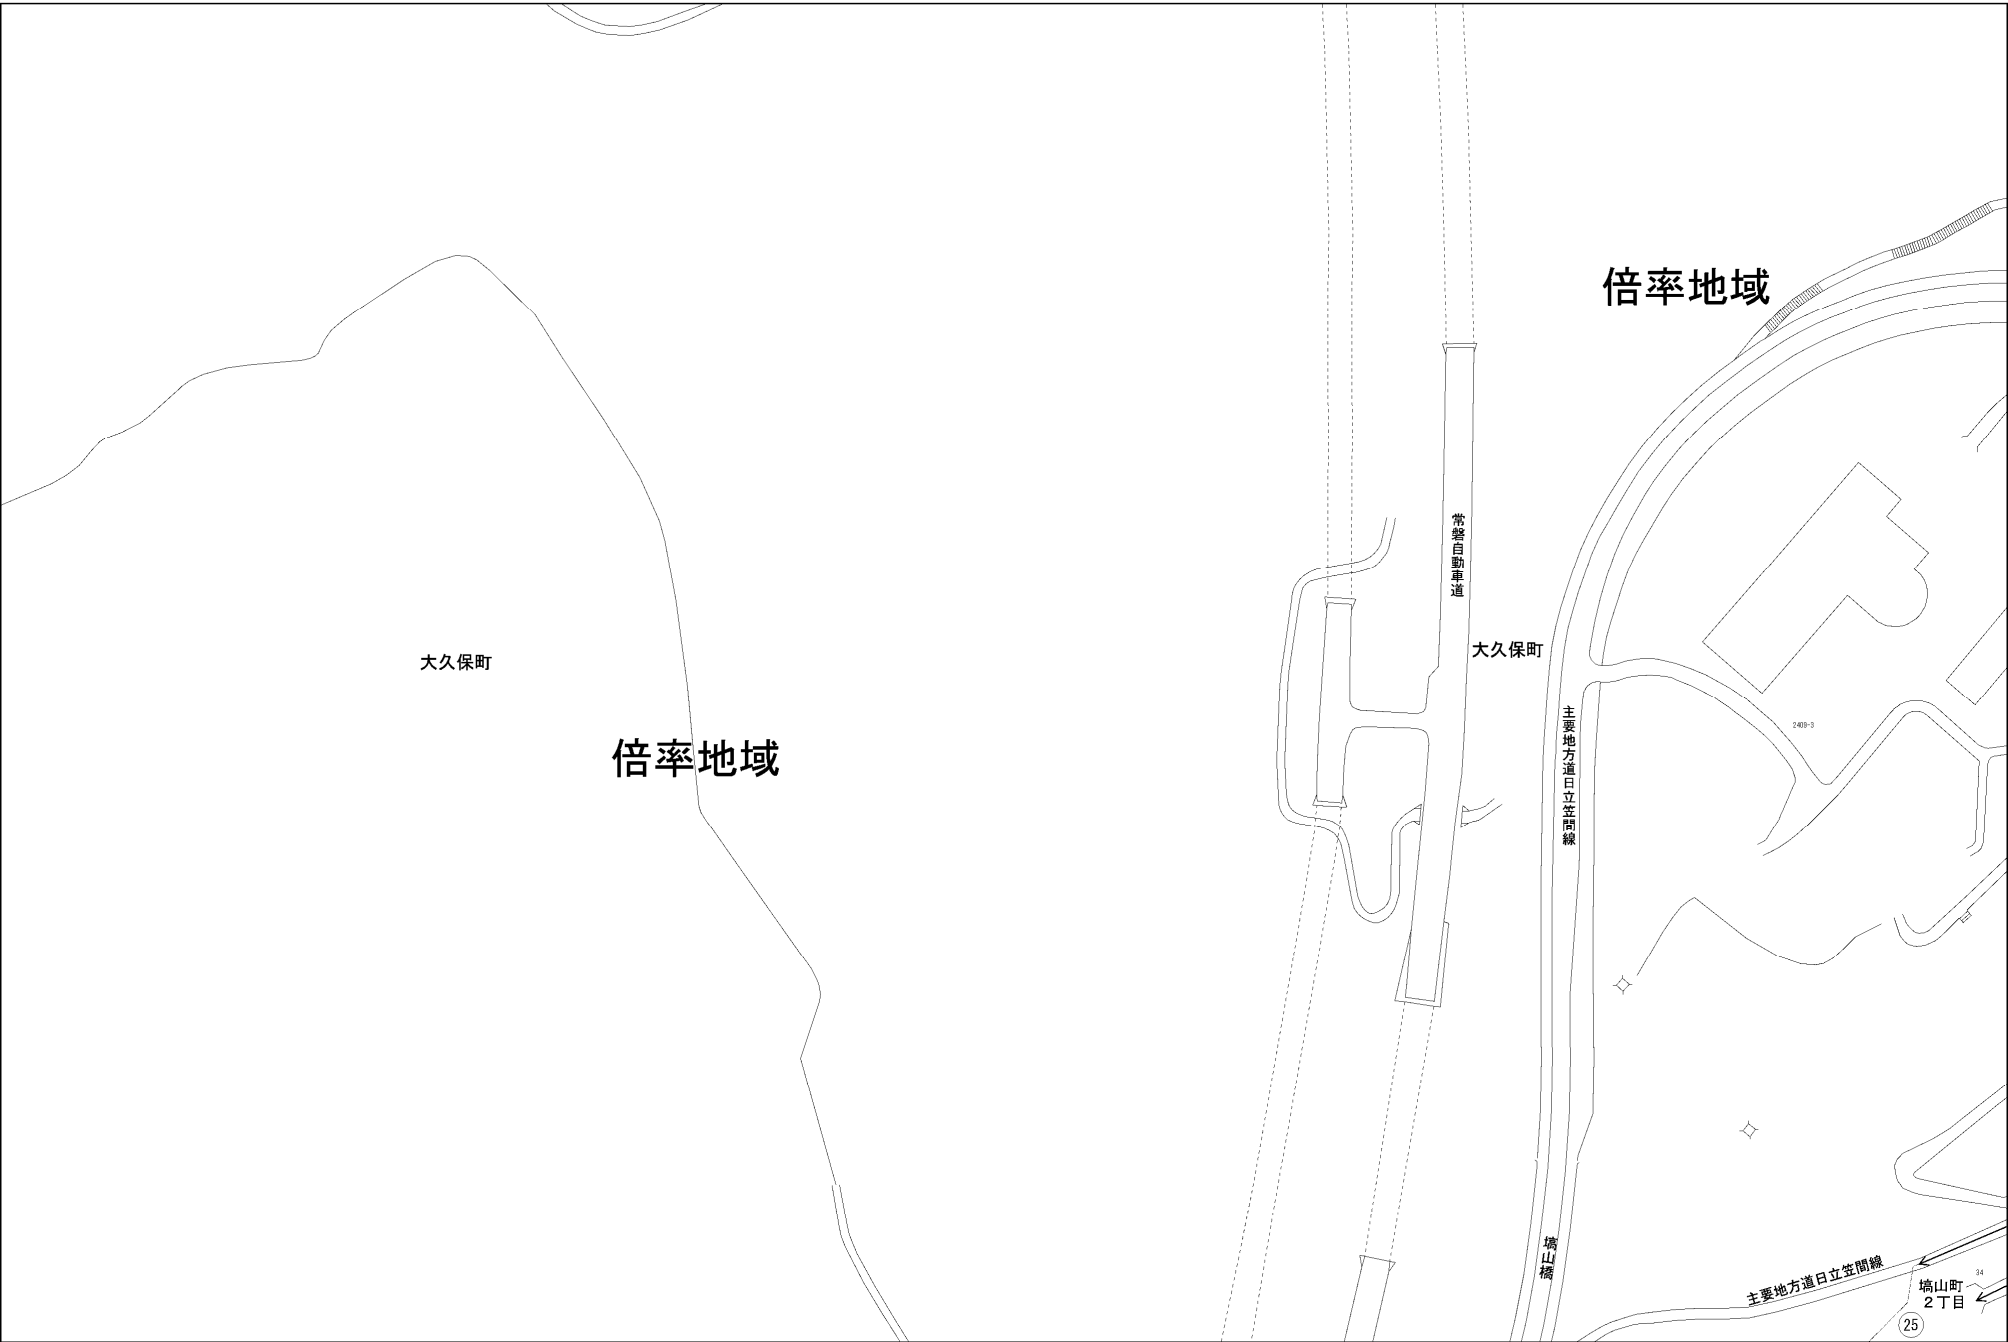 倍率地域
常磐自動車道
大久保町
大久保町
主要地方道日立笠間線
2409-3
倍率地域
塙山橋
主要地方道日立笠間線
34
塙山町
2丁目
25